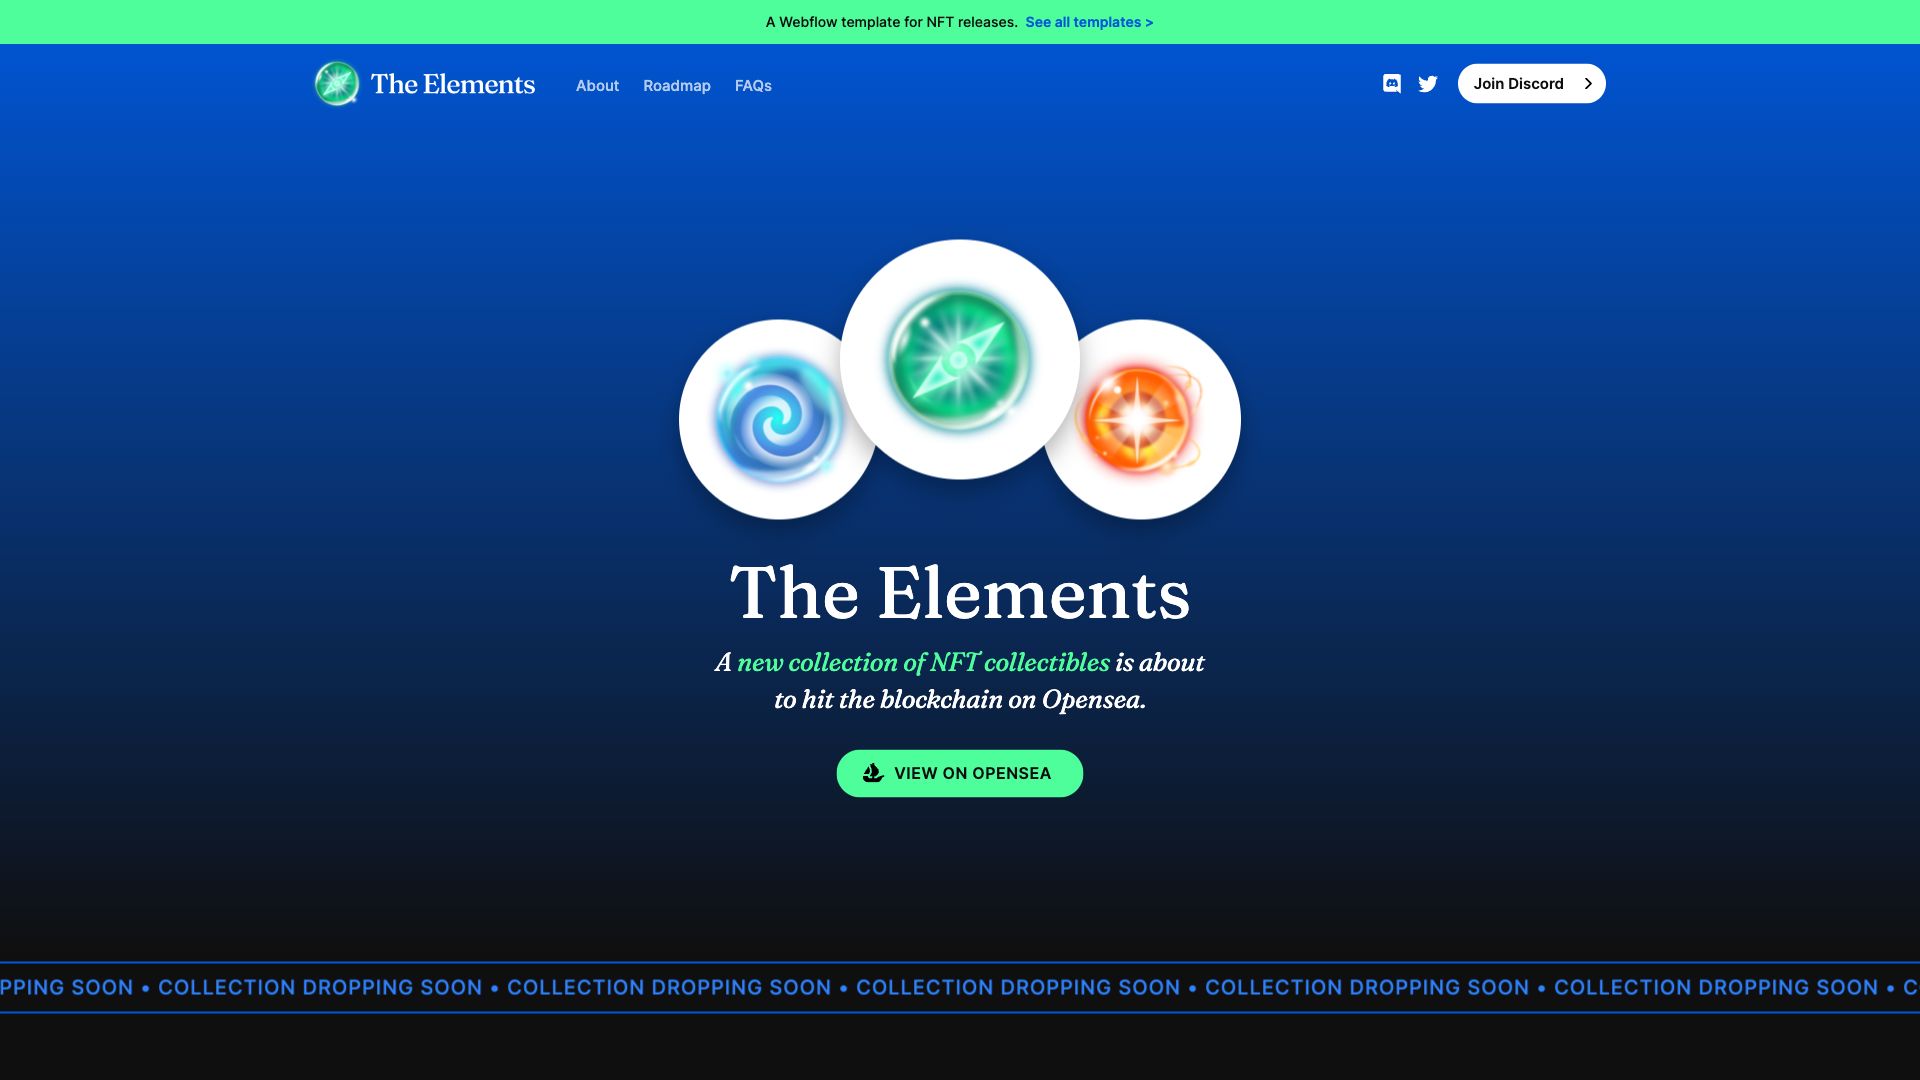 A Webflow template for NFT releases. See all templates >
The Elements
About
Roadmap
FAQs
Join Discord
The Elements
A new collection of NFT collectibles is about
to hit the blockchain on Opensea.
VIEW ON OPENSEA
PPING SOON • COLLECTION DROPPING SOON • COLLECTION DROPPING SOON • COLLECTION DROPPING SOON • COLLECTION DROPPING SOON • COLLECTION DROPPING SOON • C